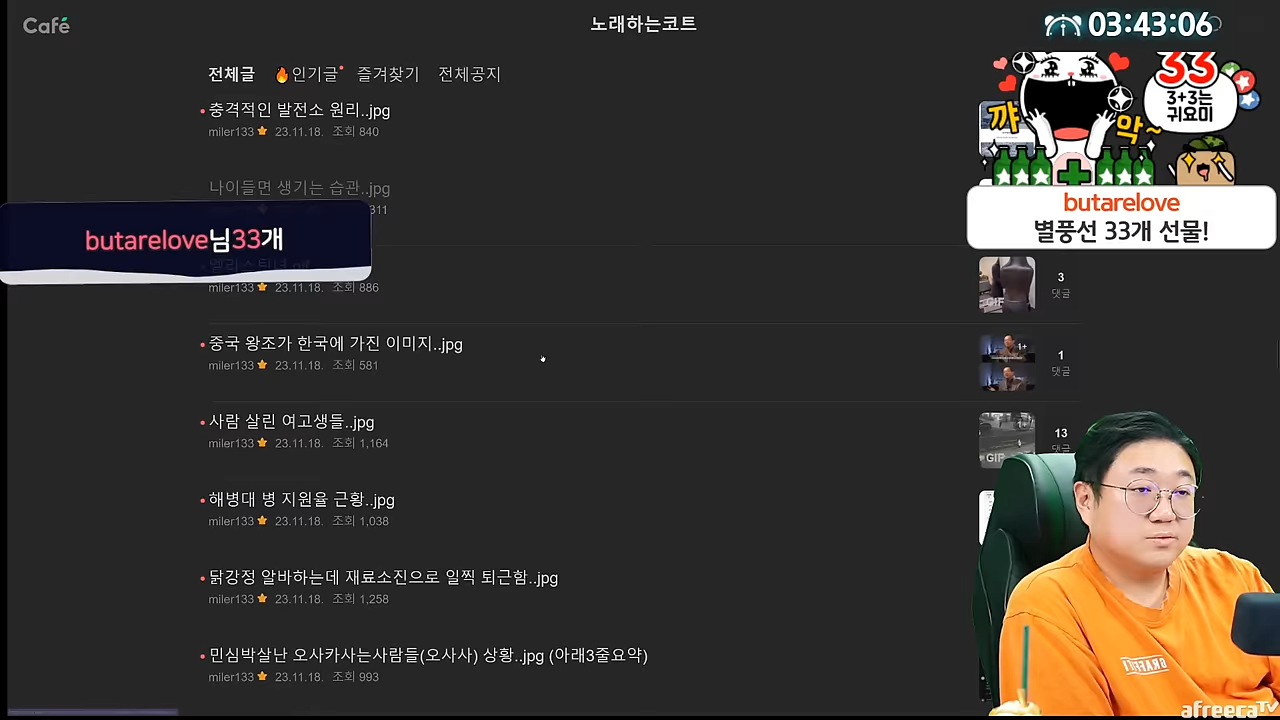 Café
노래하는코트
03:43:06
전체글 🔥인기글 즐겨찾기 전체공지
충격적인 발전소 원리..jpg
miler133 23.11.18. 조회 840
나이들면 생기는 습관..jpg
311
butarelove님33개
miler133 23.11.18. 조회 886
GIF
3
댓글
중국 왕조가 한국에 가진 이미지..jpg
miler133 23.11.18. 조회 581
1+
1
댓글
사람 살린 여고생들..jpg
miler133 23.11.18. 조회 1,164
GIF
13
댓글
해병대 병 지원율 근황..jpg
miler133 23.11.18. 조회 1,038
닭강정 알바하는데 재료소진으로 일찍 퇴근함..jpg
miler133 23.11.18. 조회 1,258
민심박살난 오사카사는사람들(오사사) 상황..jpg (아래3줄요약)
miler133 23.11.18. 조회 993
꺄
악~
33
3+3는
귀요미
butarelove
별풍선 33개 선물!
afreecaTV